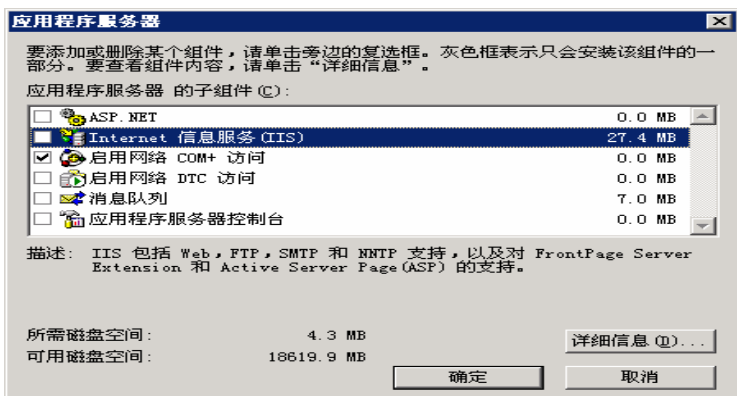 应用程序服务器
要添加或删除某个组件，请单击旁边的复选框。灰色框表示只会安装该组件的一
部分。要查看组件内容，请单击“详细信息”。
应用程序服务器 的子组件(C):
ASP.NET 0.0 MB
Internet 信息服务(IIS) 27.4 MB
启用网络 COM+ 访问 0.0 MB
启用网络 DTC 访问 0.0 MB
消息队列 7.0 MB
应用程序服务器控制台 0.0 MB
描述: IIS 包括 Web，FTP，SMTP 和 NNTP 支持，以及对 FrontPage Server
Extension 和 Active Server Page(ASP) 的支持。
所需磁盘空间: 4.3 MB
可用磁盘空间: 18619.9 MB
详细信息(D)...
确定
取消